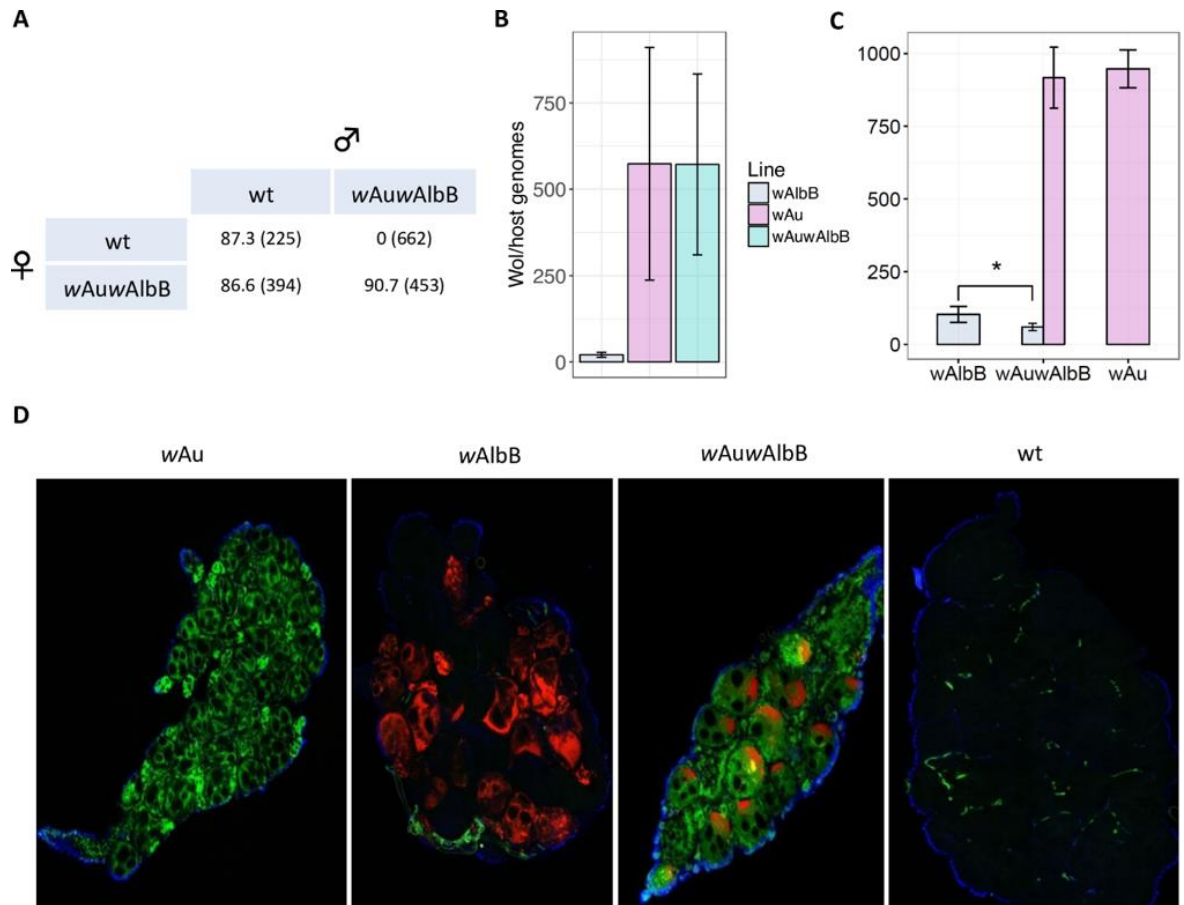 A
♂
wt wAuwAlbB
♀
wt 87.3 (225) 0 (662)
wAuwAlbB 86.6 (394) 90.7 (453)
B
Wol/host genomes
750
500
250
0
Line
wAlbB
wAu
wAuwAlbB
C
1000
750
500
250
0
*
wAlbB wAuwAlbB wAu
D
wAu wAlbB wAuwAlbB wt